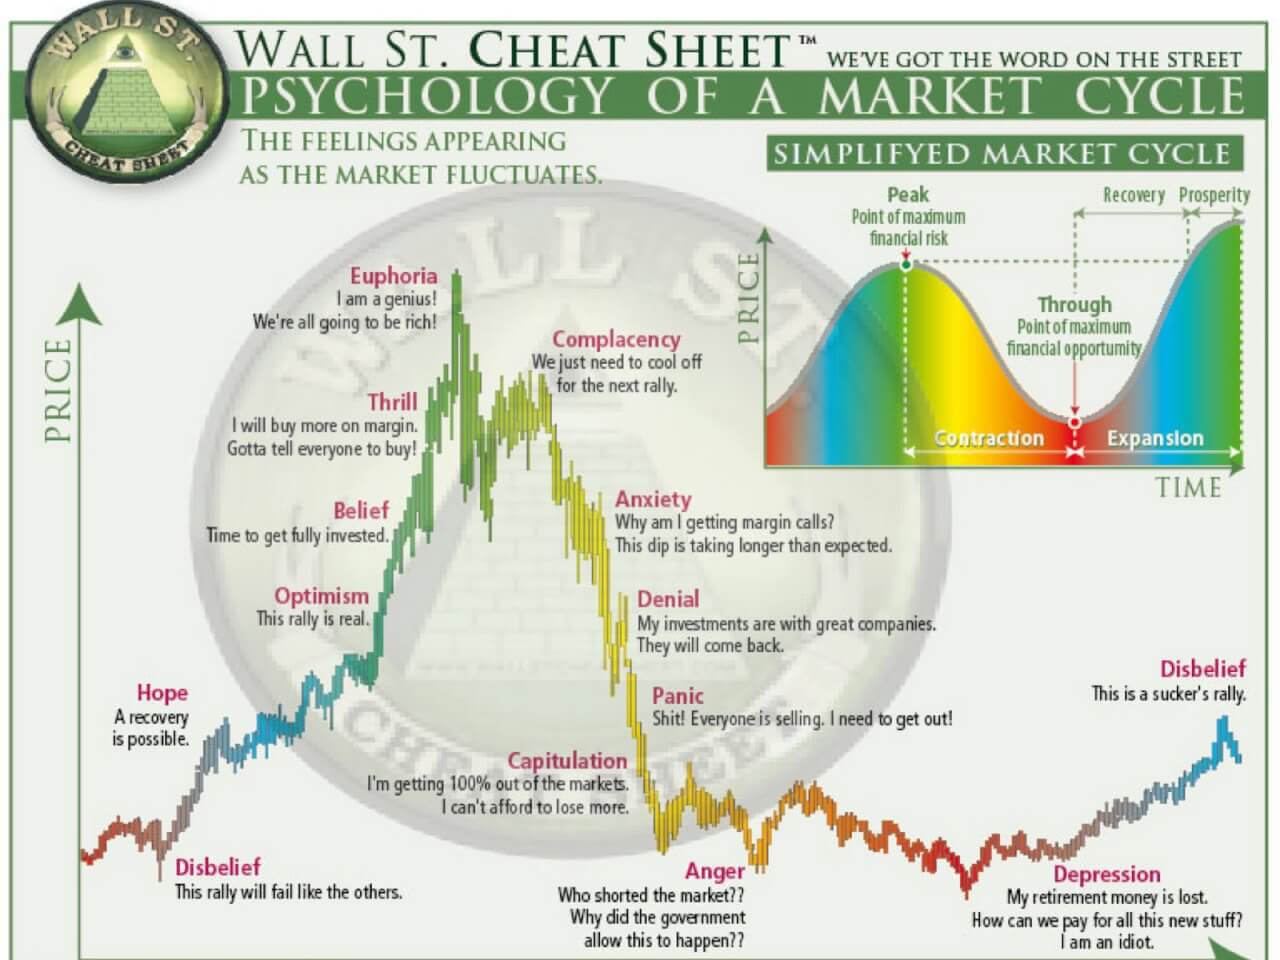 WALL ST.
CHEAT SHEET
WALL ST. CHEAT SHEET™ WE'VE GOT THE WORD ON THE STREET
PSYCHOLOGY OF A MARKET CYCLE
THE FEELINGS APPEARING
AS THE MARKET FLUCTUATES.
SIMPLIFYED MARKET CYCLE
Peak
Point of maximum
financial risk
Recovery
Prosperity
Through
Point of maximum
financial opportunity
Contraction
Expansion
PRICE
TIME
WALL ST.
CHEAT SHEET
PRICE
Euphoria
I am a genius!
We're all going to be rich!
Complacency
We just need to cool off
for the next rally.
Thrill
I will buy more on margin.
Gotta tell everyone to buy!
Belief
Time to get fully invested.
Anxiety
Why am I getting margin calls?
This dip is taking longer than expected.
Optimism
This rally is real.
Denial
My investments are with great companies.
They will come back.
Hope
A recovery
is possible.
Panic
Shit! Everyone is selling. I need to get out!
Disbelief
This is a sucker's rally.
Capitulation
I'm getting 100% out of the markets.
I can't afford to lose more.
Disbelief
This rally will fail like the others.
Anger
Who shorted the market??
Why did the government
allow this to happen??
Depression
My retirement money is lost.
How can we pay for all this new stuff?
I am an idiot.